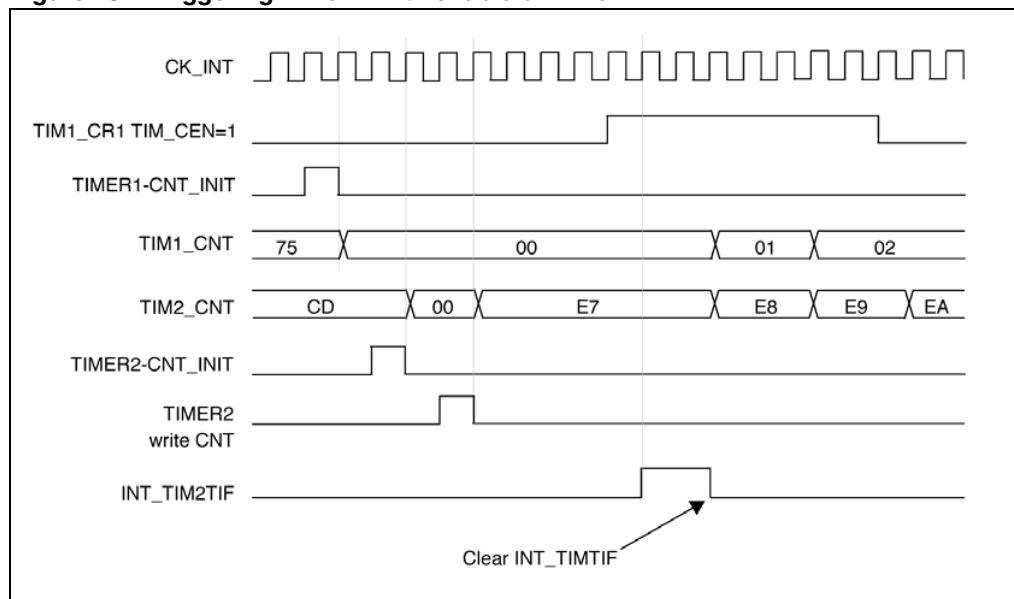 CK_INT
TIM1_CR1 TIM_CEN=1
TIMER1-CNT_INIT
TIM1_CNT
75
00
01
02
TIM2_CNT
CD
00
E7
E8
E9
EA
TIMER2-CNT_INIT
TIMER2
write CNT
INT_TIM2TIF
Clear INT_TIMTIF